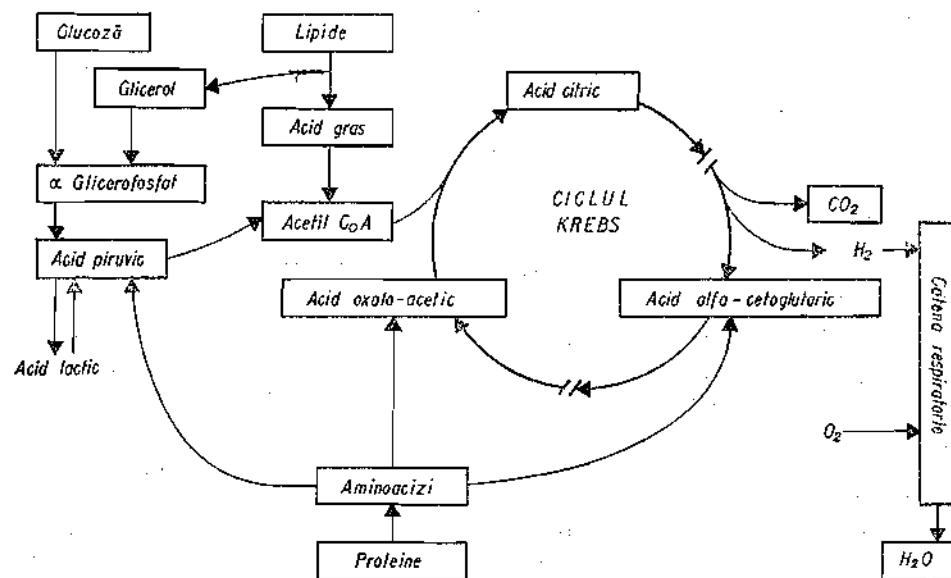 Glucoză
Lipide
Glicerol
Acid citric
Acid gras
α Glicerofosfat
CICLUL
KREBS
CO₂
Acetil CoA
Acid piruvic
H₂
Acid oxalo-acetic
Acid alfa-cetoglutaric
Catena respiratorie
Acid lactic
O₂
Aminoacizi
Proteine
H₂O